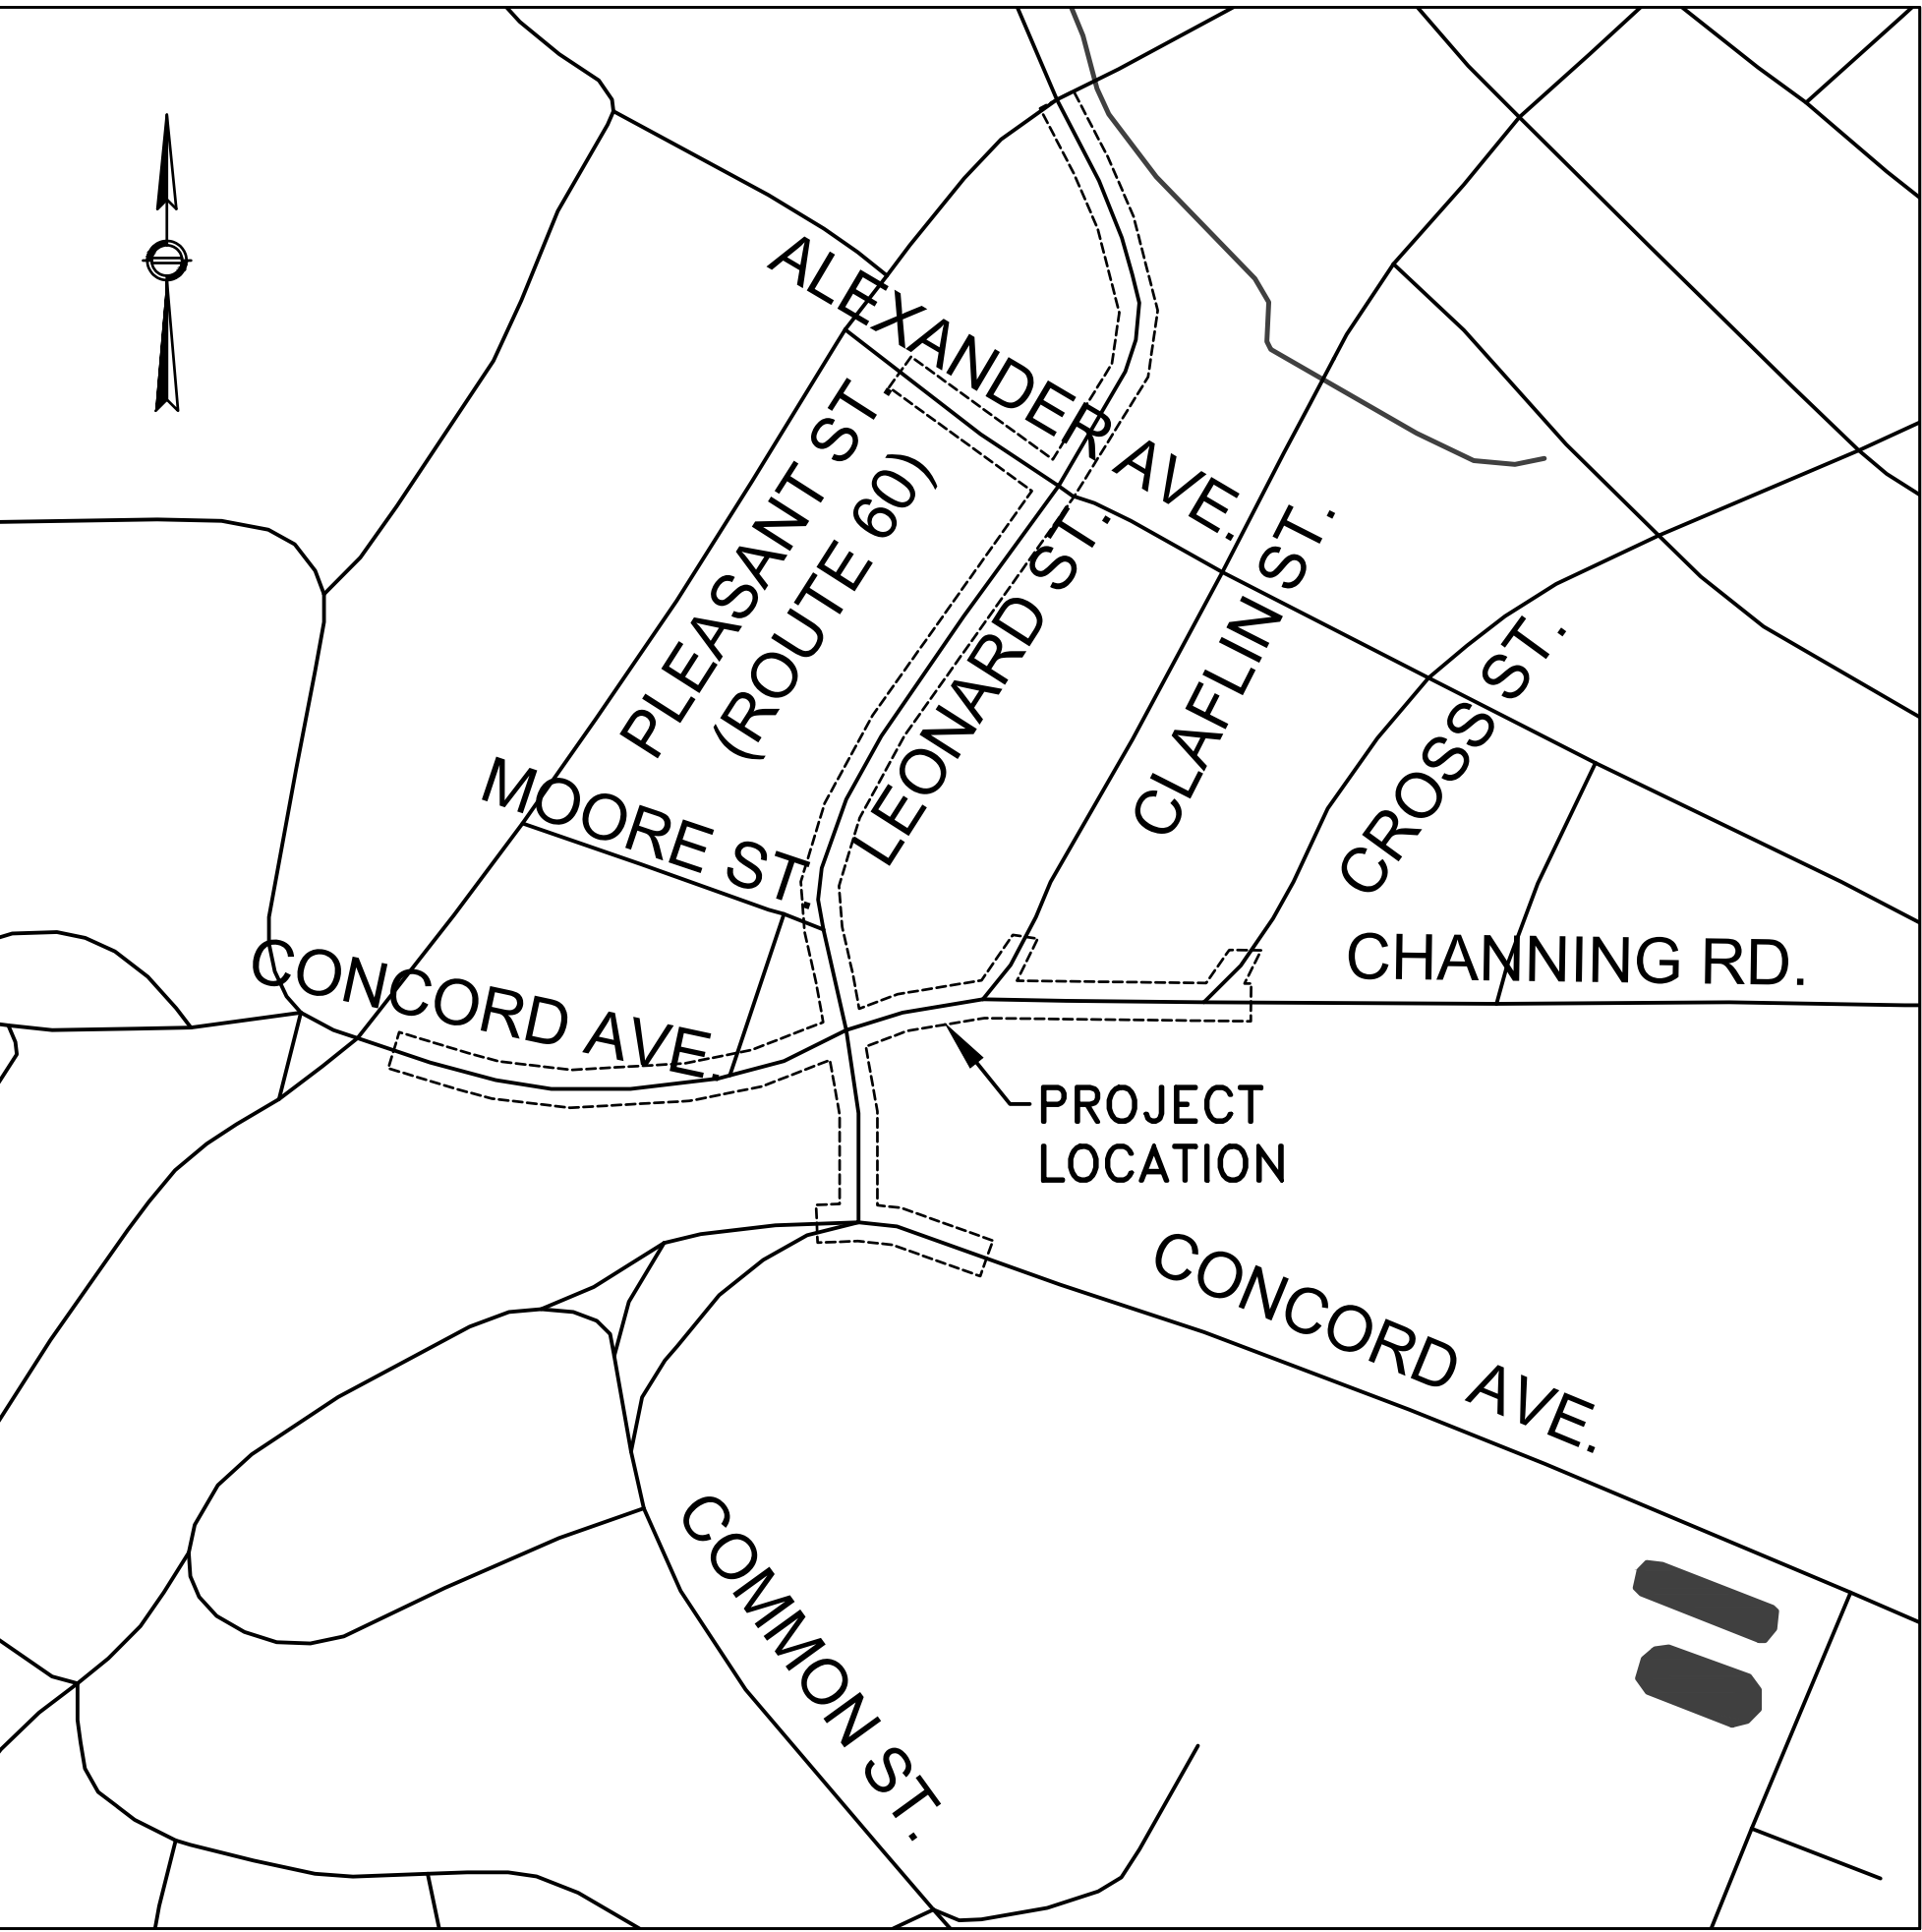 ALEXANDER AVE.
PLEASANT ST.
(ROUTE 60)
LEONARD ST.
CLAFLIN ST.
CROSS ST.
MOORE ST.
CONCORD AVE.
CHANNING RD.
PROJECT
LOCATION
CONCORD AVE.
COMMON ST.